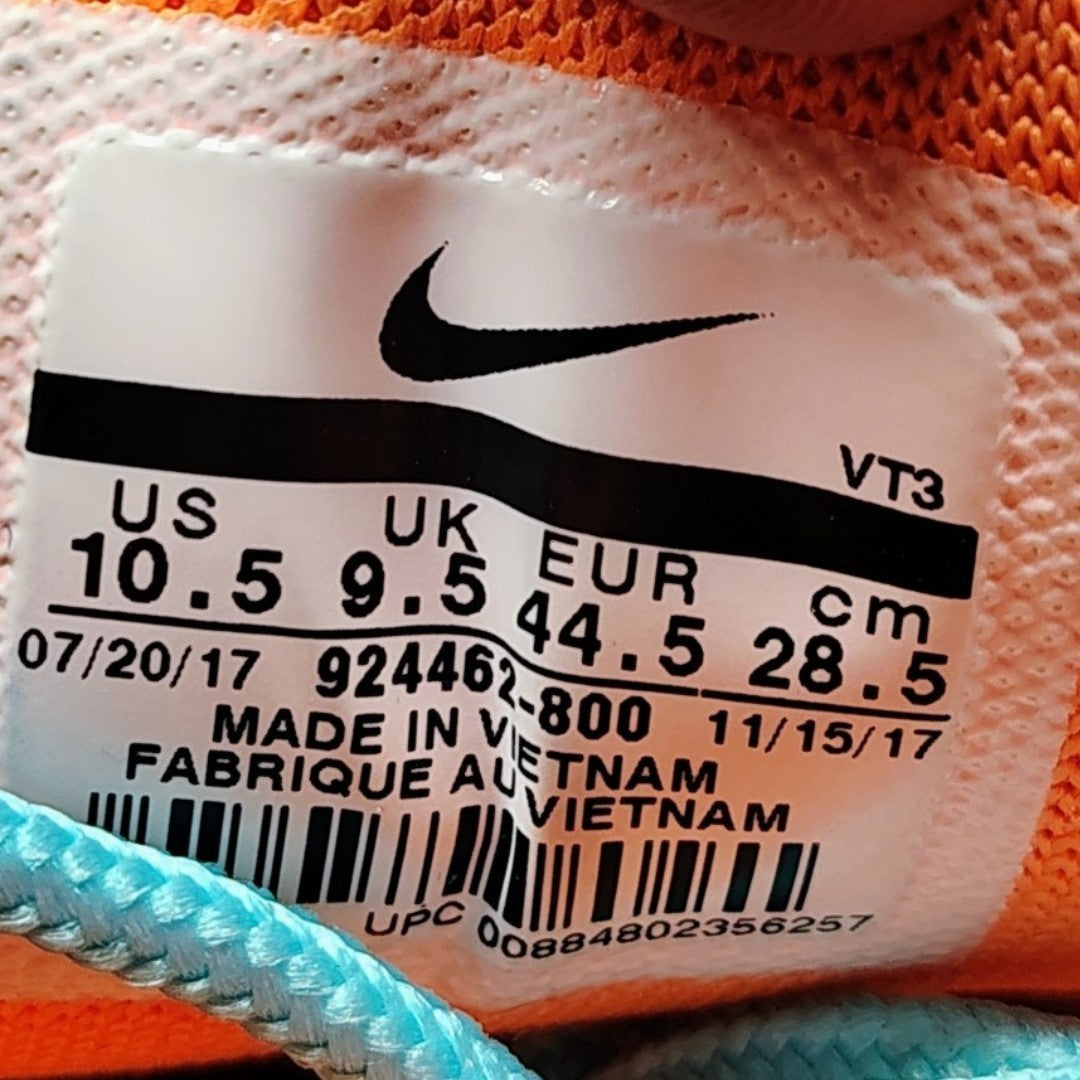 VT3
US UK EUR cm
10.5 9.5 44.5 28.5
07/20/17 924462-800 11/15/17
MADE IN VIETNAM
FABRIQUE AU VIETNAM
UPC 00884802356257